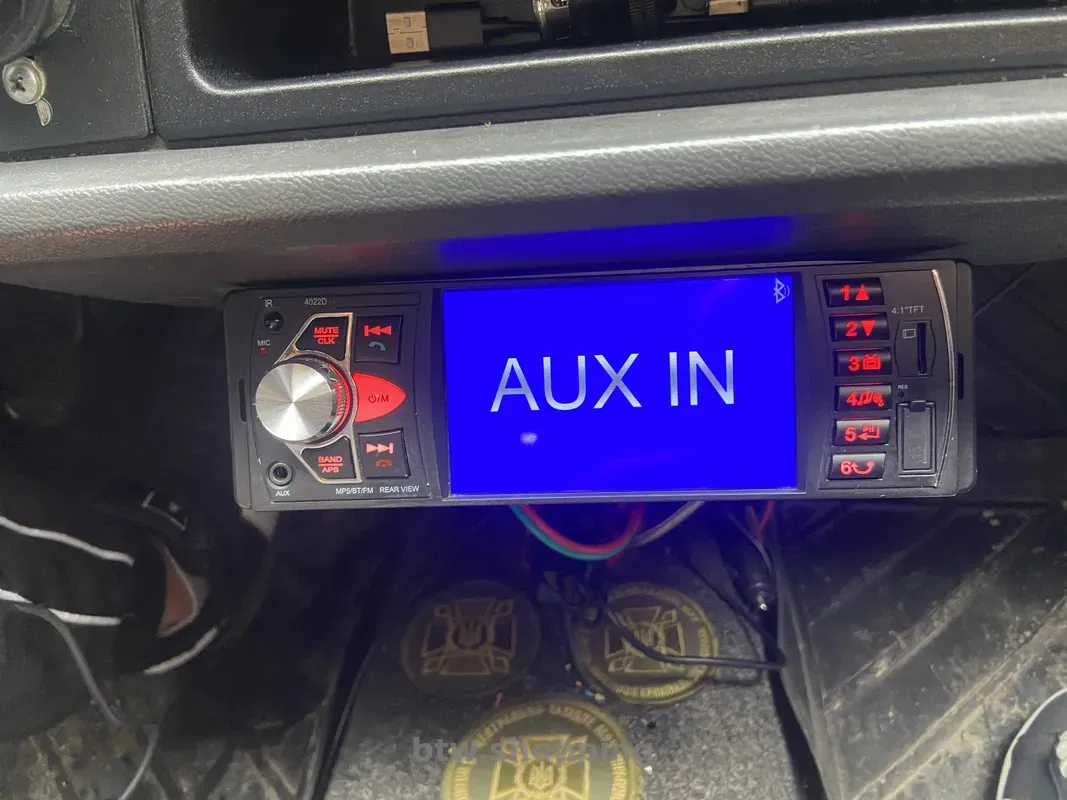 IR
4022D
MIC
MUTE
CLK
⏻/M
BAND
APS
AUX
MP5/BT/FM
REAR VIEW
AUX IN
1
2
3
4
5
6
4.1"TFT
RES